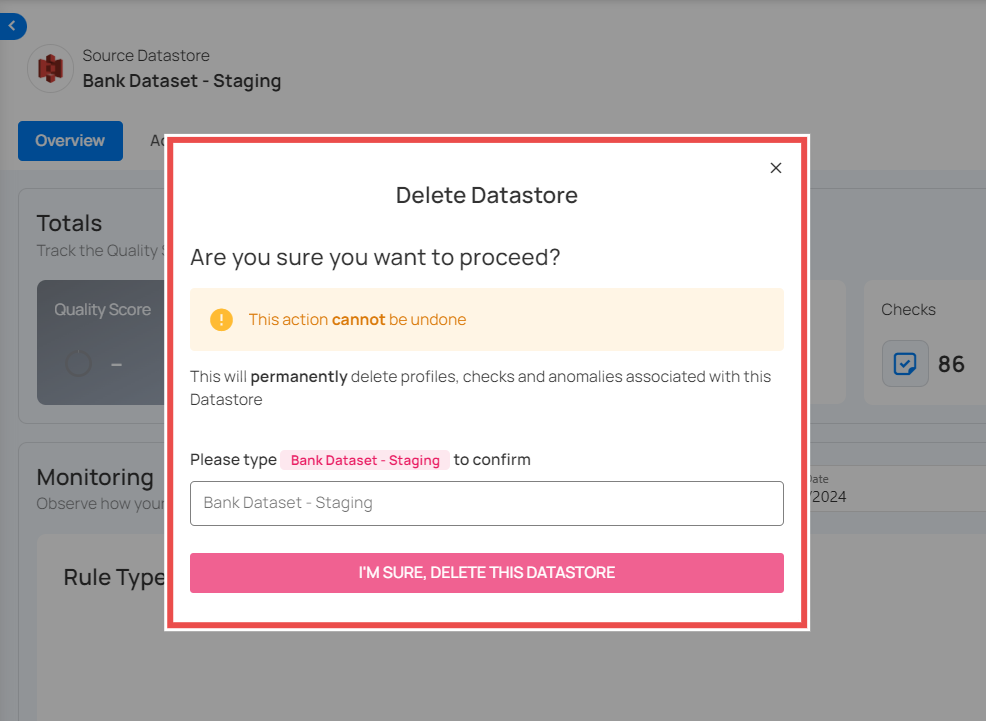 Source Datastore
Bank Dataset - Staging
Overview
Delete Datastore
Totals
Track the Quality
Are you sure you want to proceed?
Quality Score
–
This action cannot be undone
Checks
86
This will permanently delete profiles, checks and anomalies associated with this
Datastore
Please type Bank Dataset - Staging to confirm
Bank Dataset - Staging
Monitoring
Observe how your
/2024
I'M SURE, DELETE THIS DATASTORE
Rule Type